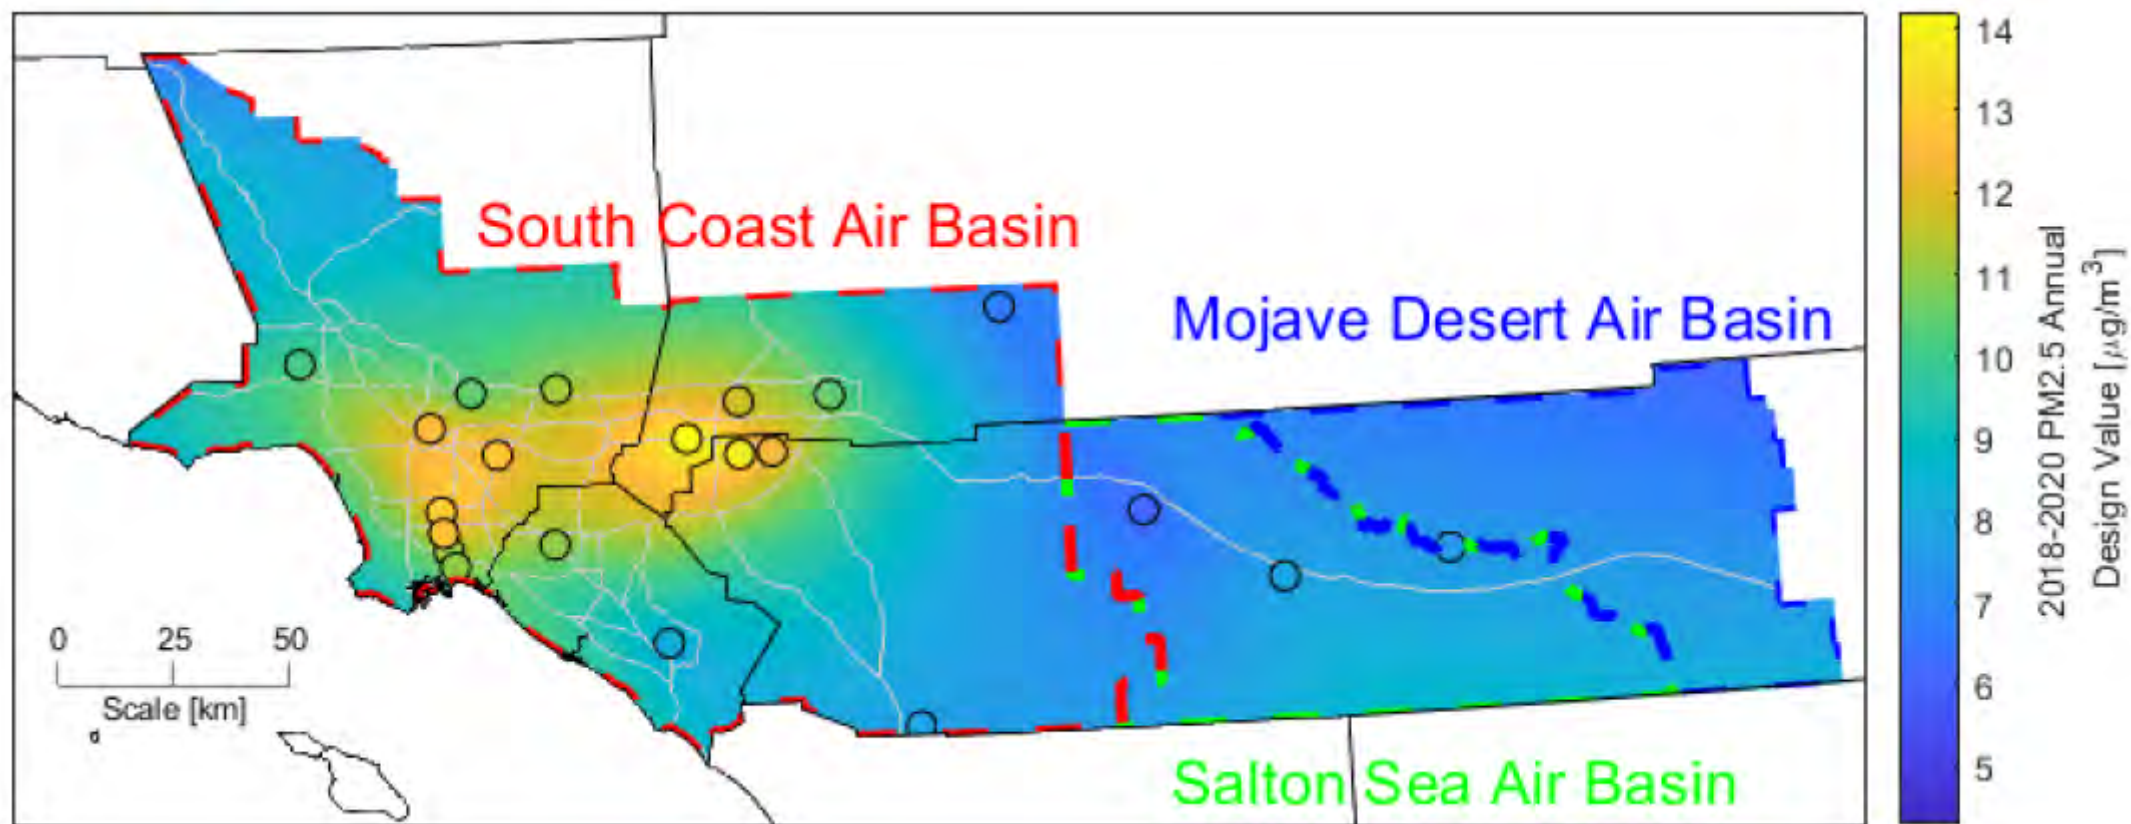 South Coast Air Basin
Mojave Desert Air Basin
Salton Sea Air Basin
0 25 50
Scale [km]
14
13
12
11
10
9
8
7
6
5
2018-2020 PM2.5 Annual
Design Value [μg/m³]